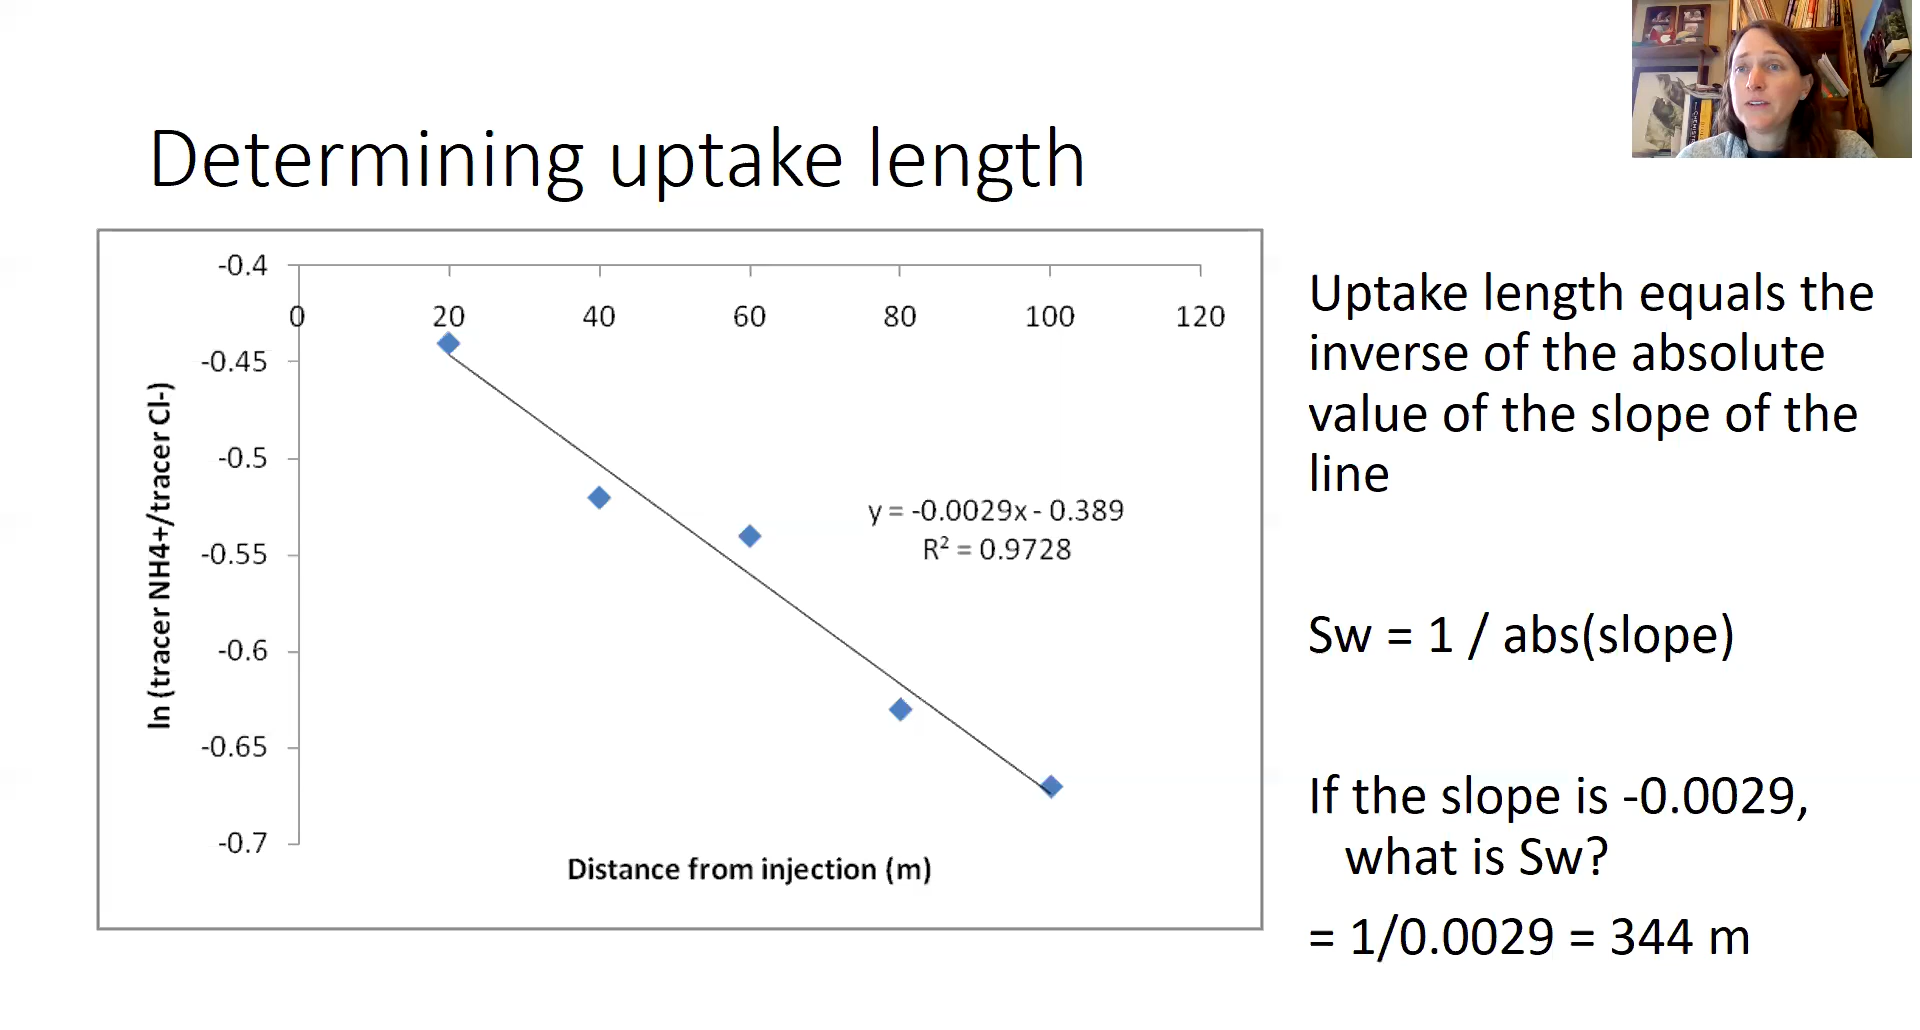 Determining uptake length
-0.4
0
20
40
60
80
100
120
-0.45
-0.5
-0.55
-0.6
-0.65
-0.7
ln (tracer NH4+/tracer Cl-)
y = -0.0029x - 0.389
R² = 0.9728
Distance from injection (m)
Uptake length equals the
inverse of the absolute
value of the slope of the
line
Sw = 1 / abs(slope)
If the slope is -0.0029,
what is Sw?
= 1/0.0029 = 344 m